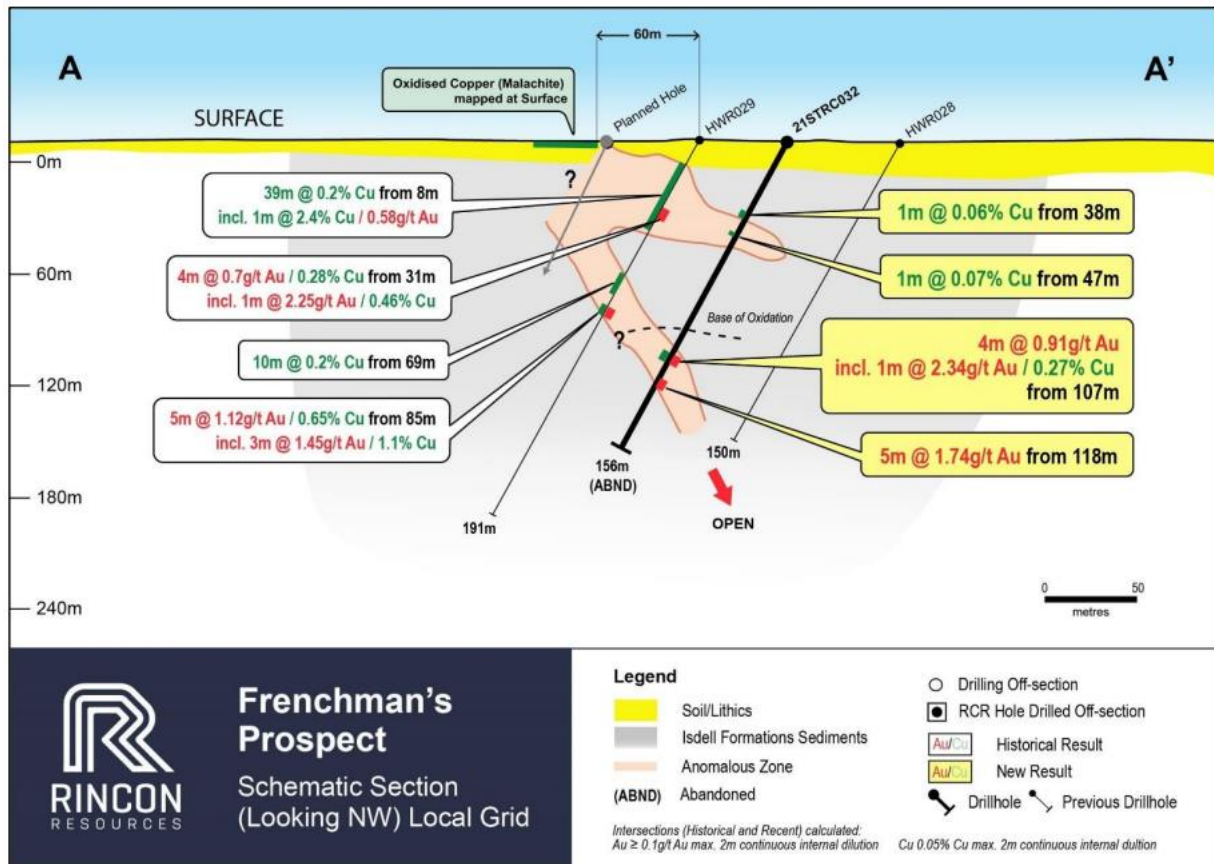 A
A'
60m
Oxidised Copper (Malachite)
mapped at Surface
SURFACE
Planned Hole
HWR029
21STRC032
HWR028
0m
60m
120m
180m
240m
?
39m @ 0.2% Cu from 8m
incl. 1m @ 2.4% Cu / 0.58g/t Au
4m @ 0.7g/t Au / 0.28% Cu from 31m
incl. 1m @ 2.25g/t Au / 0.46% Cu
10m @ 0.2% Cu from 69m
5m @ 1.12g/t Au / 0.65% Cu from 85m
incl. 3m @ 1.45g/t Au / 1.1% Cu
1m @ 0.06% Cu from 38m
1m @ 0.07% Cu from 47m
Base of Oxidation
?
4m @ 0.91g/t Au
incl. 1m @ 2.34g/t Au / 0.27% Cu
from 107m
5m @ 1.74g/t Au from 118m
156m
(ABND)
150m
191m
OPEN
0 50
metres
RINCON
RESOURCES
Frenchman's
Prospect
Schematic Section
(Looking NW) Local Grid
Legend
Soil/Lithics
Isdell Formations Sediments
Anomalous Zone
(ABND) Abandoned
Drilling Off-section
RCR Hole Drilled Off-section
Au/Cu Historical Result
Au/Cu New Result
Drillhole Previous Drillhole
Intersections (Historical and Recent) calculated:
Au ≥ 0.1g/t Au max. 2m continuous internal dilution Cu 0.05% Cu max. 2m continuous internal dultion